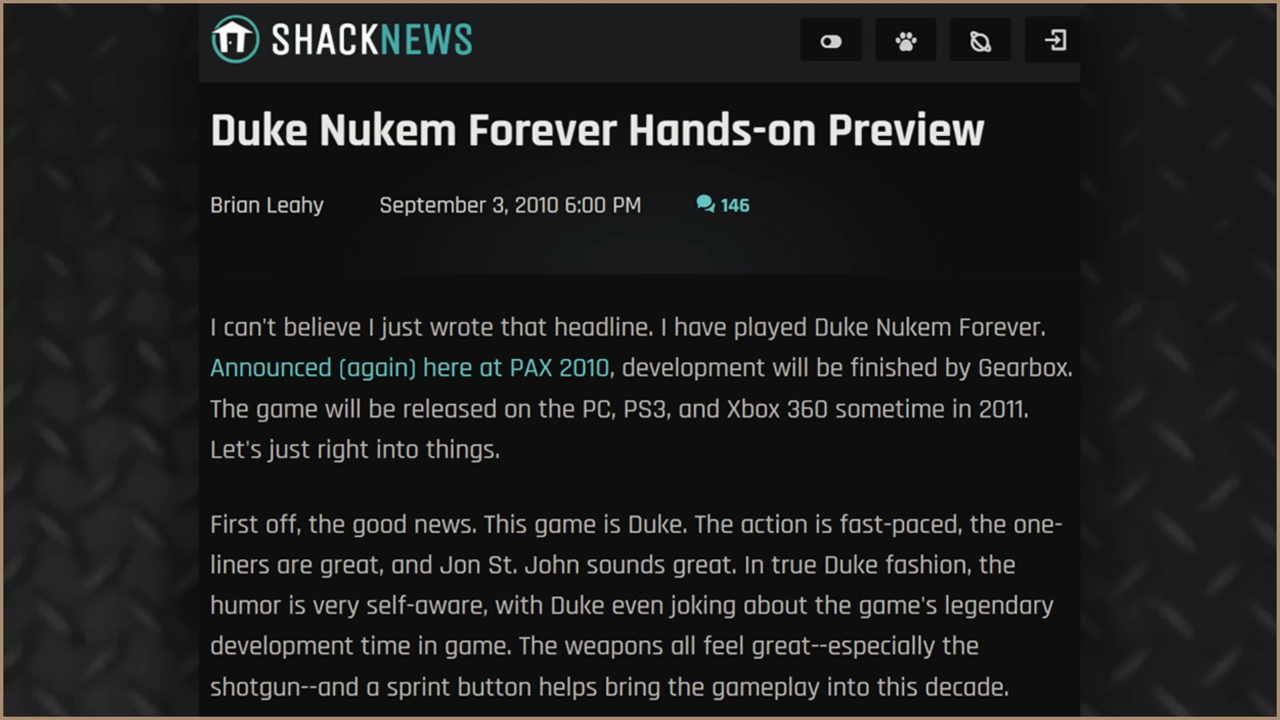 SHACKNEWS
Duke Nukem Forever Hands-on Preview
Brian Leahy September 3, 2010 6:00 PM 146
I can't believe I just wrote that headline. I have played Duke Nukem Forever.
Announced (again) here at PAX 2010, development will be finished by Gearbox.
The game will be released on the PC, PS3, and Xbox 360 sometime in 2011.
Let's just right into things.
First off, the good news. This game is Duke. The action is fast-paced, the one-
liners are great, and Jon St. John sounds great. In true Duke fashion, the
humor is very self-aware, with Duke even joking about the game's legendary
development time in game. The weapons all feel great--especially the
shotgun--and a sprint button helps bring the gameplay into this decade.